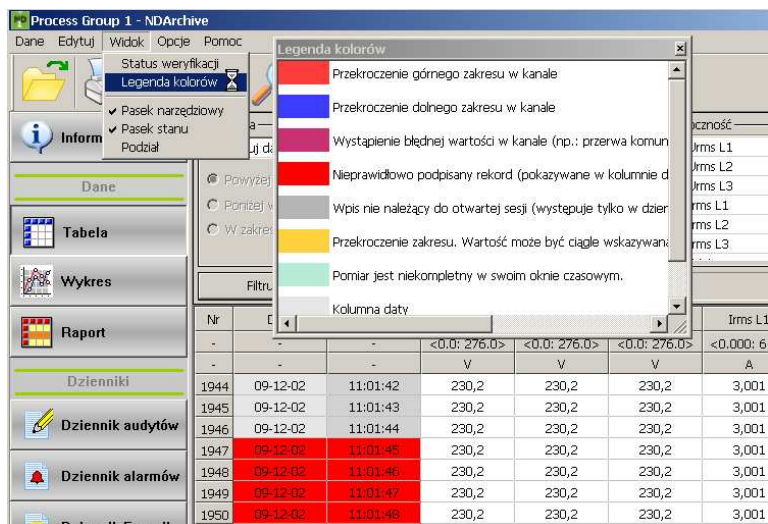 Process Group 1 - NDArchive
Dane Edytuj Widok Opcje Pomoc
Status weryfikacji
Legenda kolorów
Pasek narzędziowy
Pasek stanu
Podział
Legenda kolorów
Przekroczenie górnego zakresu w kanale
Przekroczenie dolnego zakresu w kanale
Wystąpienie błędnej wartości w kanale (np.: przerwa komun
Nieprawidłowo podpisany rekord (pokazywane w kolumnie d
Wpis nie należący do otwartej sesji (występuje tylko w dzier
Przekroczenie zakresu. Wartość może być ciągle wskazywana
Pomiar jest niekompletny w swoim oknie czasowym.
Kolumna daty
Inform
Dane
Tabela
Wykres
Raport
Dzienniki
Dziennik audytów
Dziennik alarmów
Powyżej
Poniżej w
W zakres
Filtru
czność
Urms L1
Urms L2
Urms L3
Irms L1
Irms L2
Irms L3
Nr D Irms L1
- - - <0.0: 276.0> <0.0: 276.0> <0.0: 276.0> <0.000: 6
- - - V V V A
1944 09-12-02 11:01:42 230,2 230,2 230,2 3,001
1945 09-12-02 11:01:43 230,2 230,2 230,2 3,001
1946 09-12-02 11:01:44 230,2 230,2 230,2 3,001
1947 09-12-02 11:01:45 230,2 230,2 230,2 3,001
1948 09-12-02 11:01:46 230,2 230,2 230,2 3,001
1949 09-12-02 11:01:47 230,2 230,2 230,2 3,001
1950 09-12-02 11:01:48 230,2 230,2 230,2 3,001